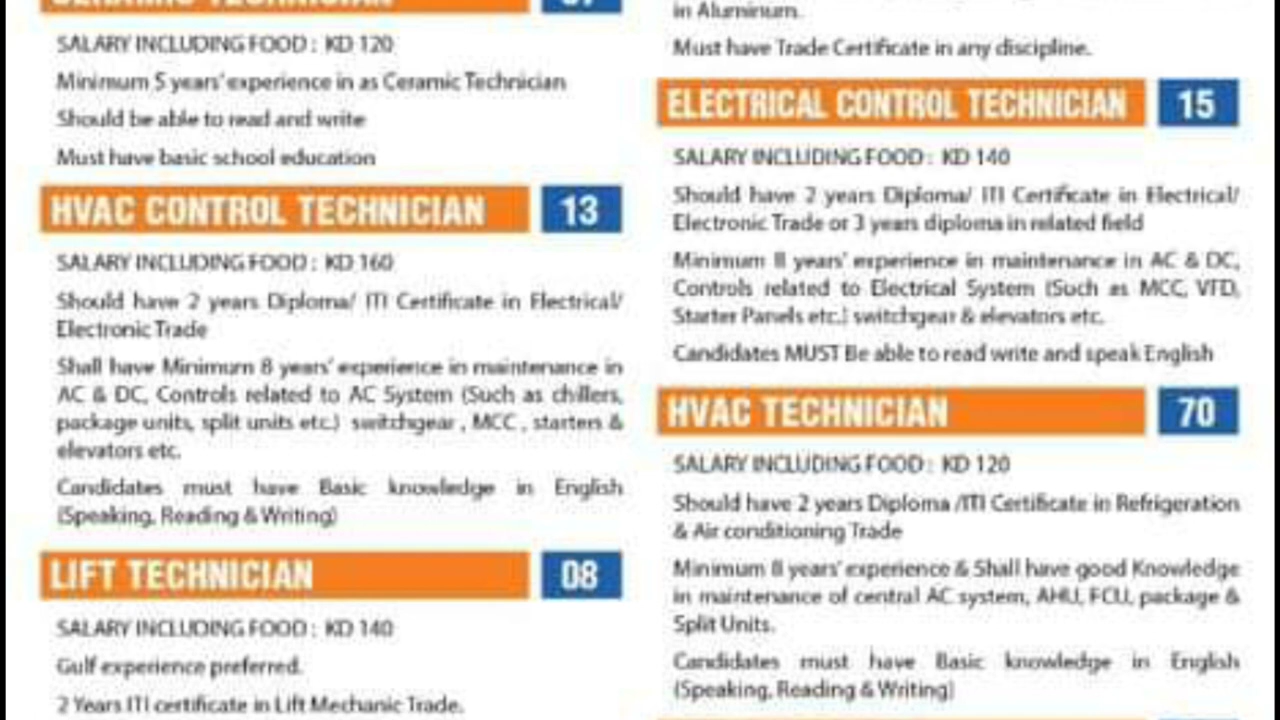 CERAMIC TECHNICIAN 07
SALARY INCLUDING FOOD : KD 120
Minimum 5 years' experience in as Ceramic Technician
Should be able to read and write
Must have basic school education
HVAC CONTROL TECHNICIAN 13
SALARY INCLUDING FOOD : KD 160
Should have 2 years Diploma/ ITI Certificate in Electrical/
Electronic Trade
Shall have Minimum 8 years' experience in maintenance in
AC & DC, Controls related to AC System (Such as chillers,
package units, split units etc.) switchgear , MCC , starters &
elevators etc.
Candidates must have Basic knowledge in English
(Speaking, Reading & Writing)
LIFT TECHNICIAN 08
SALARY INCLUDING FOOD : KD 140
Gulf experience preferred.
2 Years ITI certificate in Lift Mechanic Trade.
in Aluminum.
Must have Trade Certificate in any discipline.
ELECTRICAL CONTROL TECHNICIAN 15
SALARY INCLUDING FOOD : KD 140
Should have 2 years Diploma/ ITI Certificate in Electrical/
Electronic Trade or 3 years diploma in related field
Minimum 8 years' experience in maintenance in AC & DC,
Controls related to Electrical System (Such as MCC, VFD,
Starter Panels etc.) switchgear & elevators etc.
Candidates MUST Be able to read write and speak English
HVAC TECHNICIAN 70
SALARY INCLUDING FOOD : KD 120
Should have 2 years Diploma /ITI Certificate in Refrigeration
& Air conditioning Trade
Minimum 8 years' experience & Shall have good Knowledge
in maintenance of central AC system, AHU, FCU, package &
Split Units.
Candidates must have Basic knowledge in English
(Speaking, Reading & Writing)